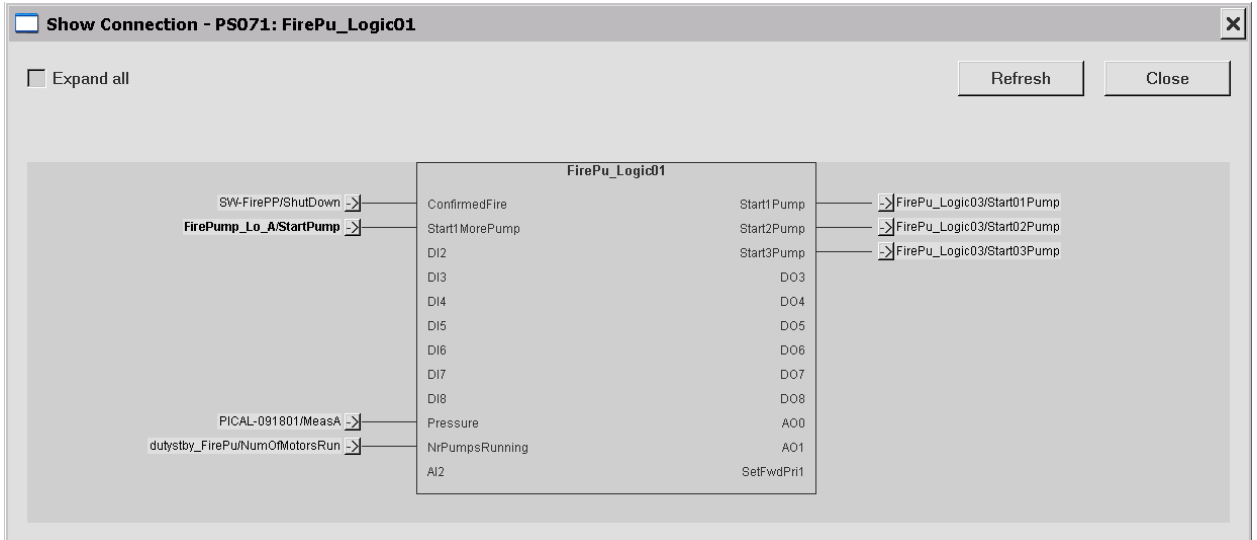 Show Connection - PS071: FirePu_Logic01
Expand all
Refresh
Close
FirePu_Logic01
SW-FirePP/ShutDown -> ConfirmedFire Start1Pump -> FirePu_Logic03/Start01Pump
FirePump_Lo_A/StartPump -> Start1MorePump Start2Pump -> FirePu_Logic03/Start02Pump
DI2 Start3Pump -> FirePu_Logic03/Start03Pump
DI3 DO3
DI4 DO4
DI5 DO5
DI6 DO6
DI7 DO7
DI8 DO8
PICAL-091801/MeasA -> Pressure AO0
dutystby_FirePu/NumOfMotorsRun -> NrPumpsRunning AO1
AI2 SetFwdPri1